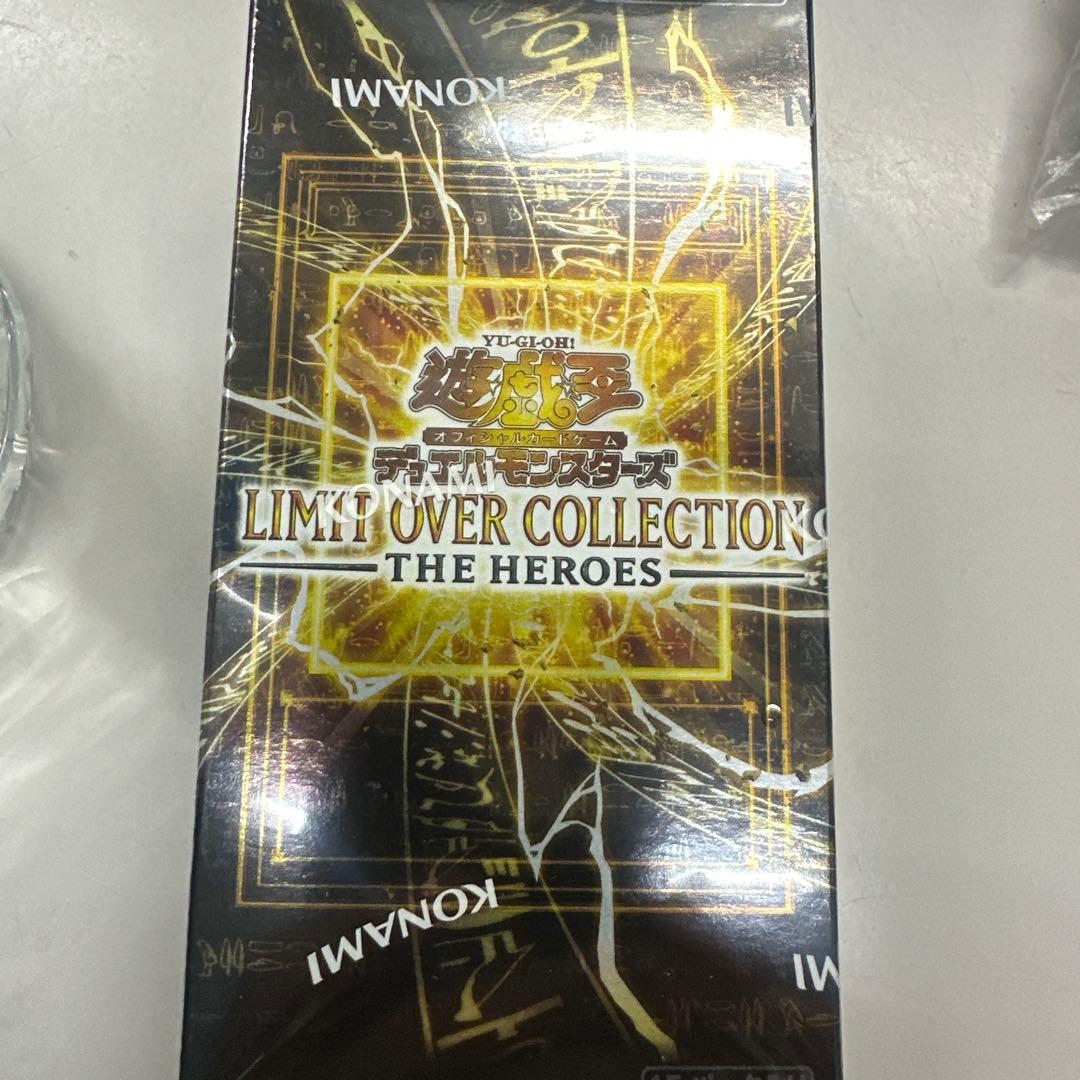 KONAMI
YU-GI-OH!
遊戯王
オフィシャルカードゲーム
デュエルモンスターズ
KONAMI
LIMIT OVER COLLECTION
THE HEROES
KONAMI